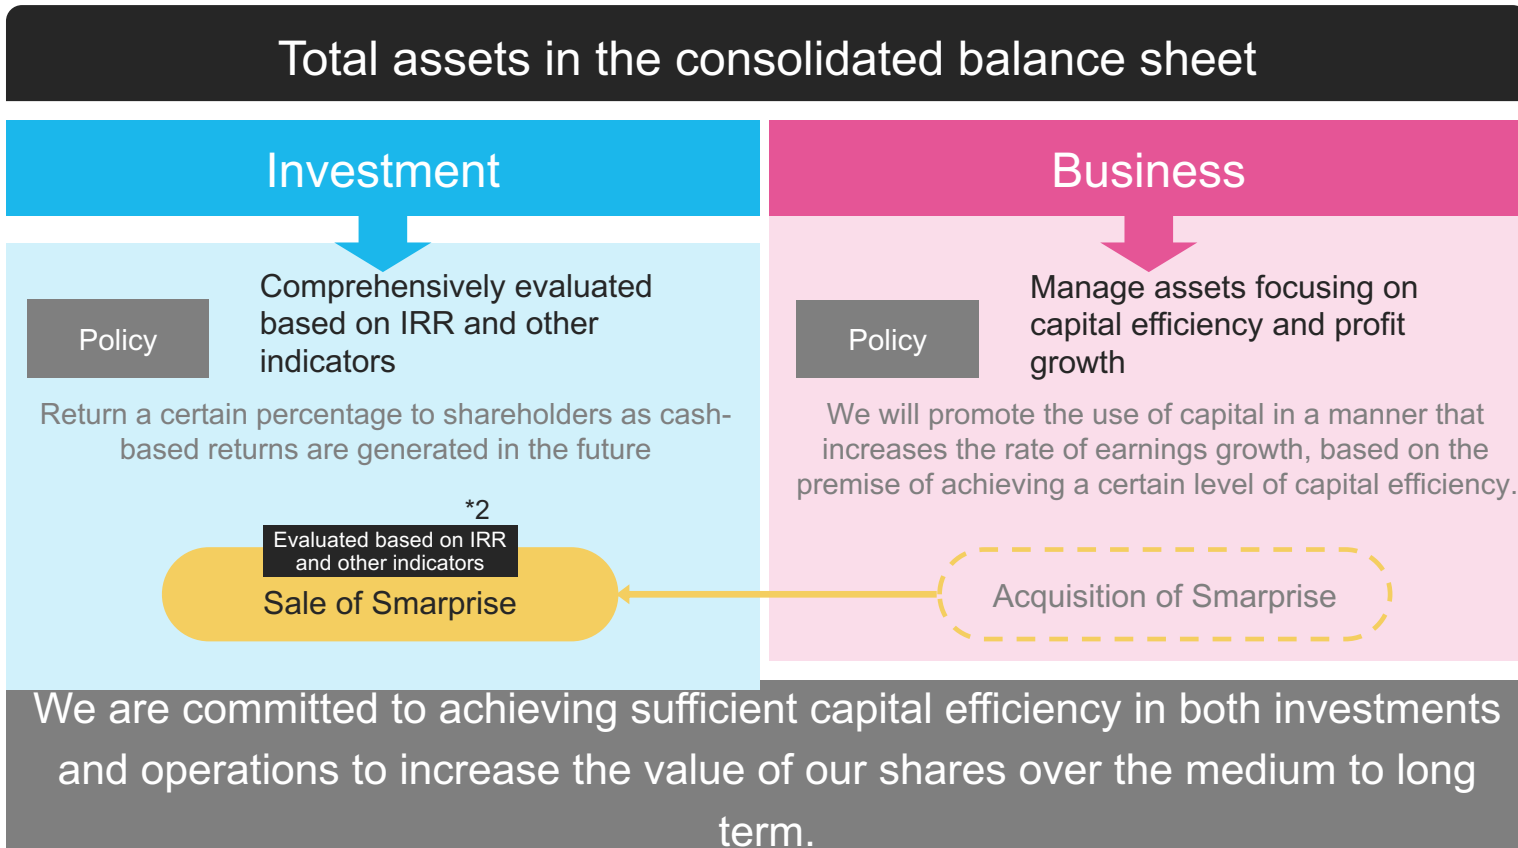 Total assets in the consolidated balance sheet
Investment
Policy
Comprehensively evaluated
based on IRR and other
indicators
Return a certain percentage to shareholders as cash-
based returns are generated in the future
*2
Evaluated based on IRR
and other indicators
Sale of Smarprise
Business
Policy
Manage assets focusing on
capital efficiency and profit
growth
We will promote the use of capital in a manner that
increases the rate of earnings growth, based on the
premise of achieving a certain level of capital efficiency.
Acquisition of Smarprise
We are committed to achieving sufficient capital efficiency in both investments
and operations to increase the value of our shares over the medium to long
term.